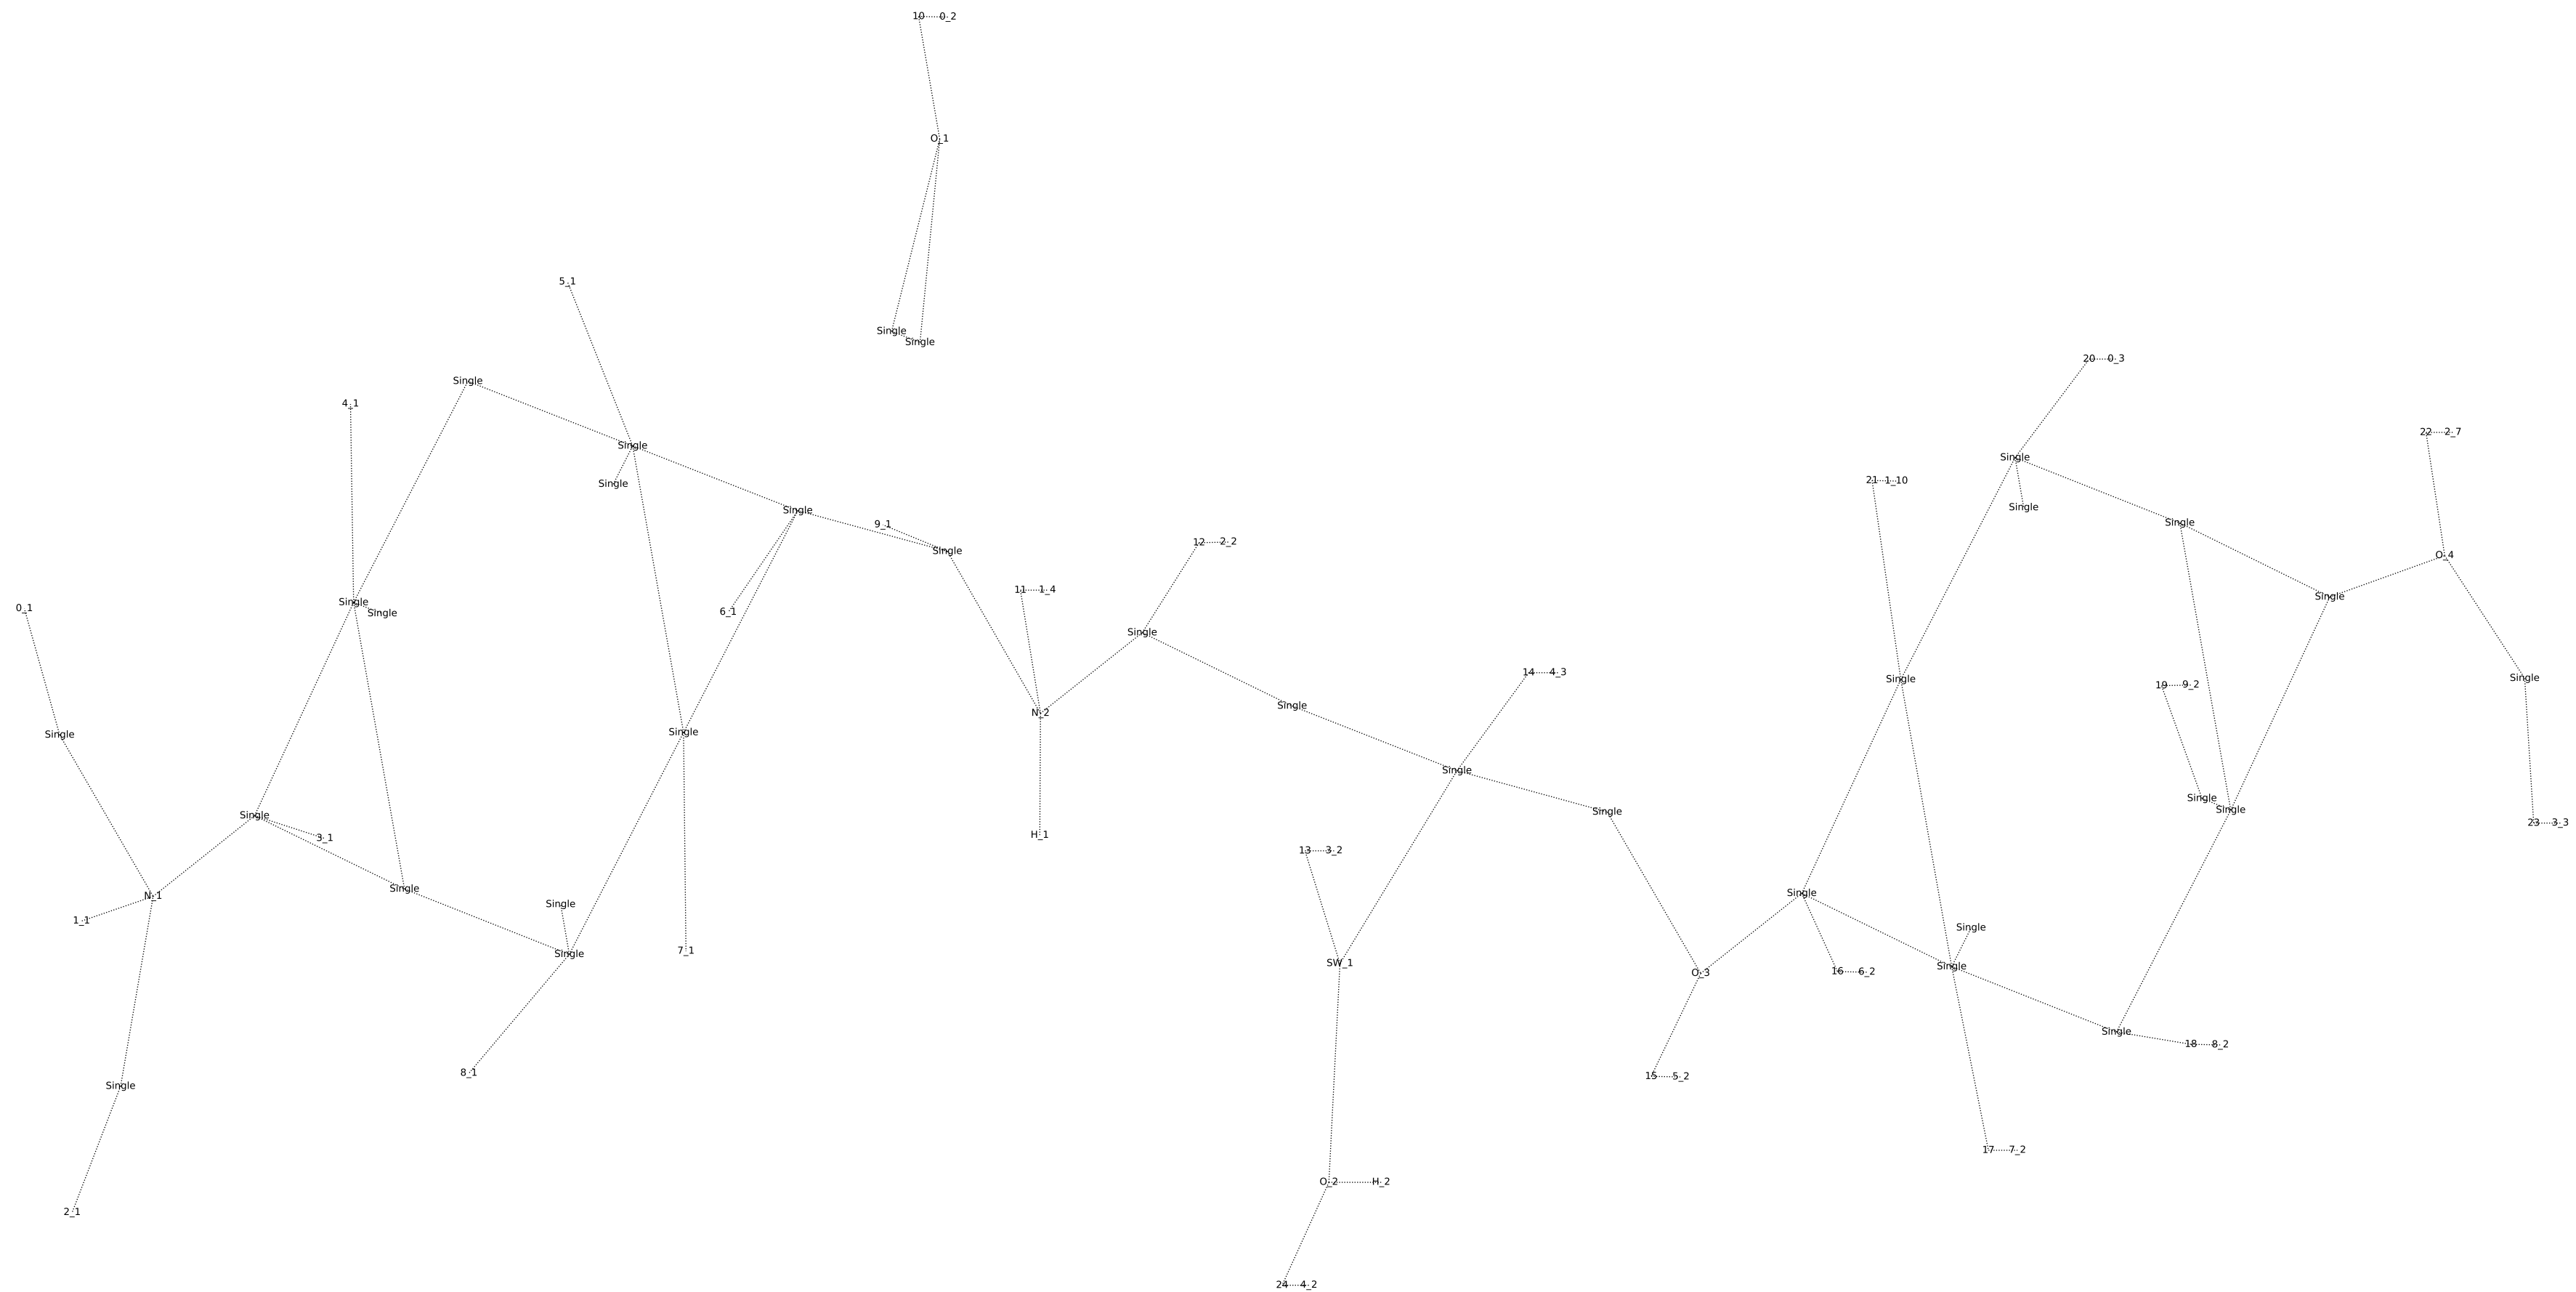 10 0_2
O_1
5_1
Single
Single
20 0_3
Single
4_1
22 2_7
Single
Single
21 1_10
Single
Single
Single
Single
9_1
12 2_2
Single
O_4
11 1_4
Single
Single
0_1
6_1
Single
Single
14 4_3
Single
Single
19 9_2
Single
N_2
Single
Single
Single
Single
Single
Single
Single
23 3_3
H_1
3_1
13 3_2
Single
Single
N_1
Single
1_1
Single
7_1
Single
SW_1
Single
O_3
16 6_2
Single
18 8_2
8_1
15 5_2
Single
17 7_2
O_2 H_2
2_1
24 4_2